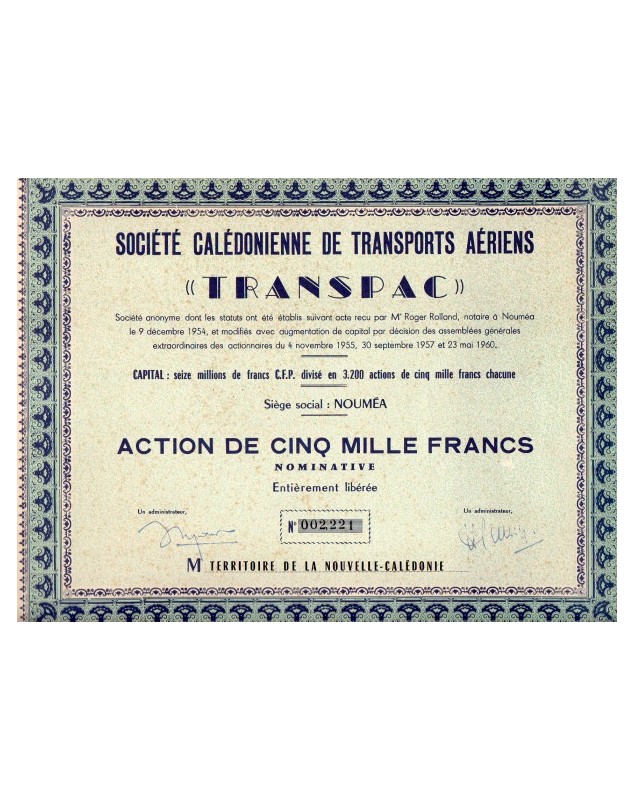 SOCIÉTÉ CALÉDONIENNE DE TRANSPORTS AÉRIENS
«TRANSPAC»
Société anonyme dont les statuts ont été établis suivant acte recu par Mᵉ Roger Rolland, notaire à Nouméa
le 9 décembre 1954, et modifiés avec augmentation de capital par décision des assemblées générales
extraordinaires des actionnaires du 4 novembre 1955, 30 septembre 1957 et 23 mai 1960.
CAPITAL : seize millions de francs C.F.P. divisé en 3.200 actions de cinq mille francs chacune
Siège social : NOUMÉA
ACTION DE CINQ MILLE FRANCS
NOMINATIVE
Entièrement libérée
Un administrateur,
Un administrateur,
N° 002,221
M TERRITOIRE DE LA NOUVELLE-CALÉDONIE